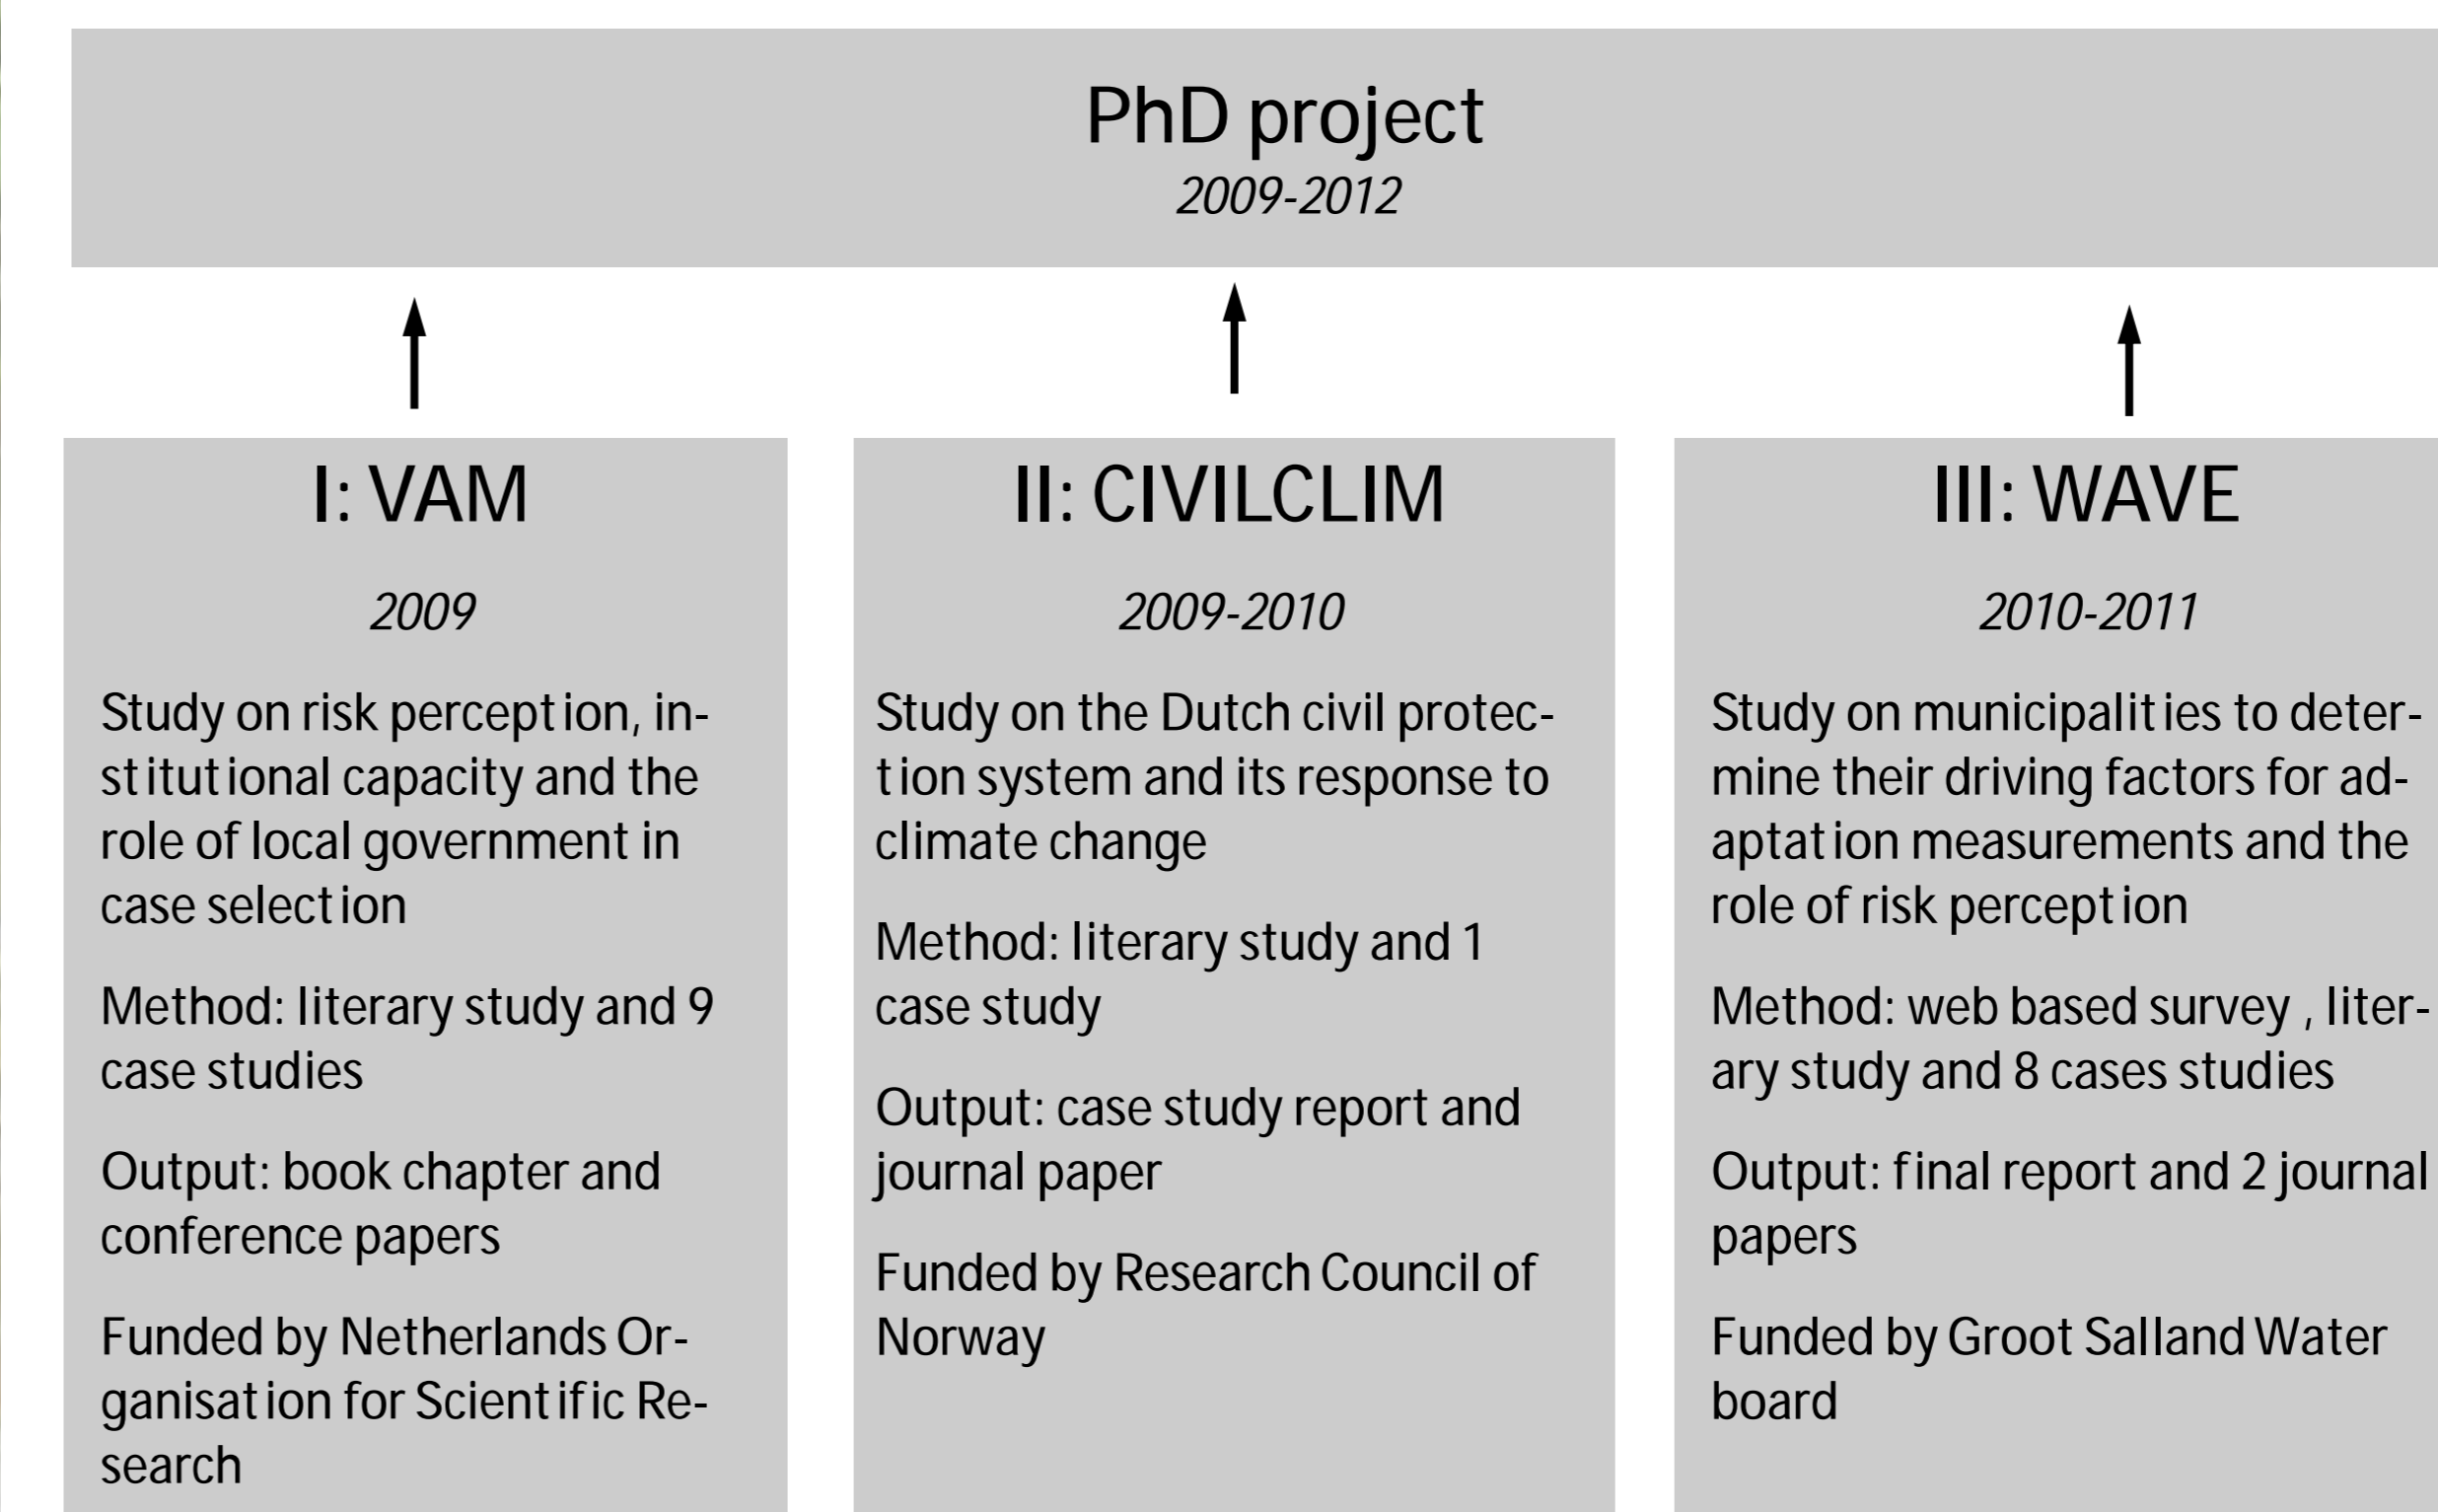 PhD project
2009-2012
I: VAM
2009
Study on risk perception, in-
stitutional capacity and the
role of local government in
case selection
Method: literary study and 9
case studies
Output: book chapter and
conference papers
Funded by Netherlands Or-
ganisation for Scientific Re-
search
II: CIVILCLIM
2009-2010
Study on the Dutch civil protec-
tion system and its response to
climate change
Method: literary study and 1
case study
Output: case study report and
journal paper
Funded by Research Council of
Norway
III: WAVE
2010-2011
Study on municipalities to deter-
mine their driving factors for ad-
aptation measurements and the
role of risk perception
Method: web based survey , liter-
ary study and 8 cases studies
Output: final report and 2 journal
papers
Funded by Groot Salland Water
board